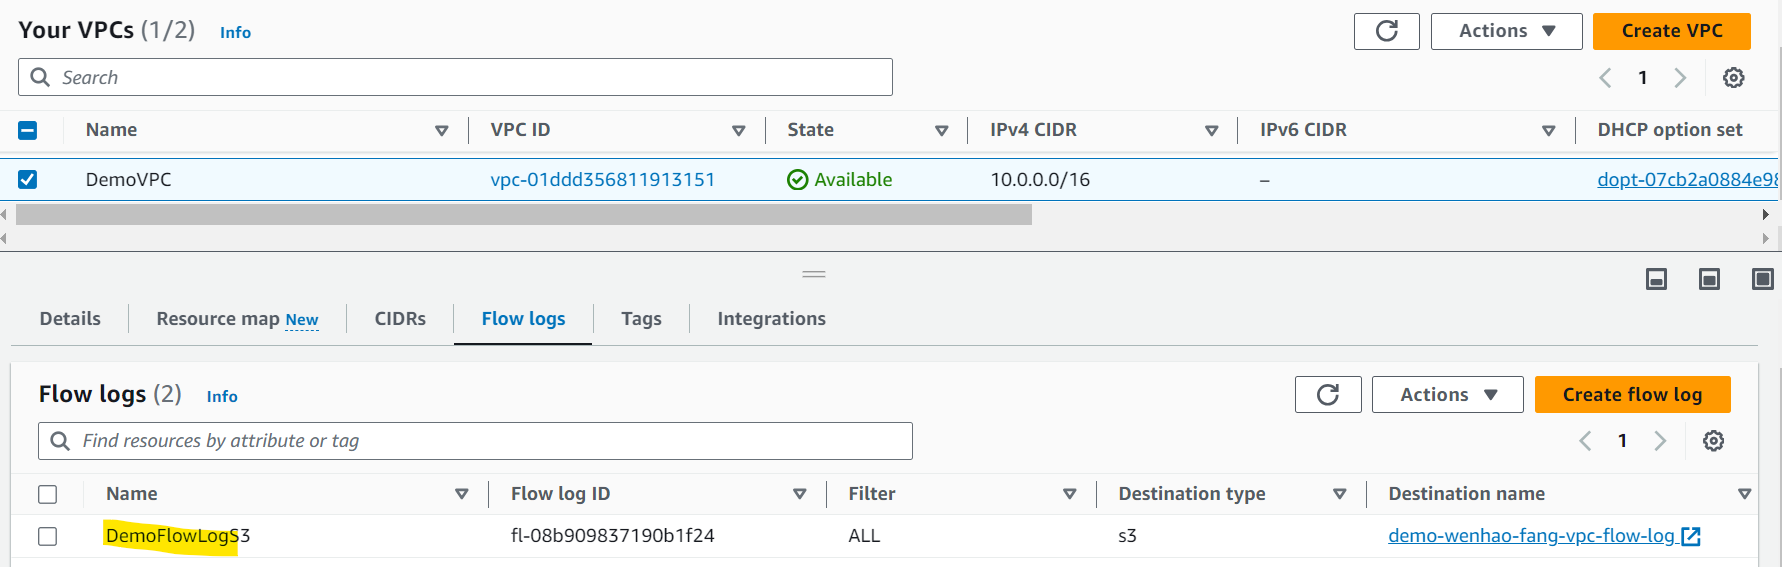 Your VPCs (1/2) Info Actions Create VPC
Search 1
Name VPC ID State IPv4 CIDR IPv6 CIDR DHCP option set
DemoVPC vpc-01ddd356811913151 Available 10.0.0.0/16 – dopt-07cb2a0884e98
Details Resource map New CIDRs Flow logs Tags Integrations
Flow logs (2) Info Actions Create flow log
Find resources by attribute or tag 1
Name Flow log ID Filter Destination type Destination name
DemoFlowLogS3 fl-08b909837190b1f24 ALL s3 demo-wenhao-fang-vpc-flow-log